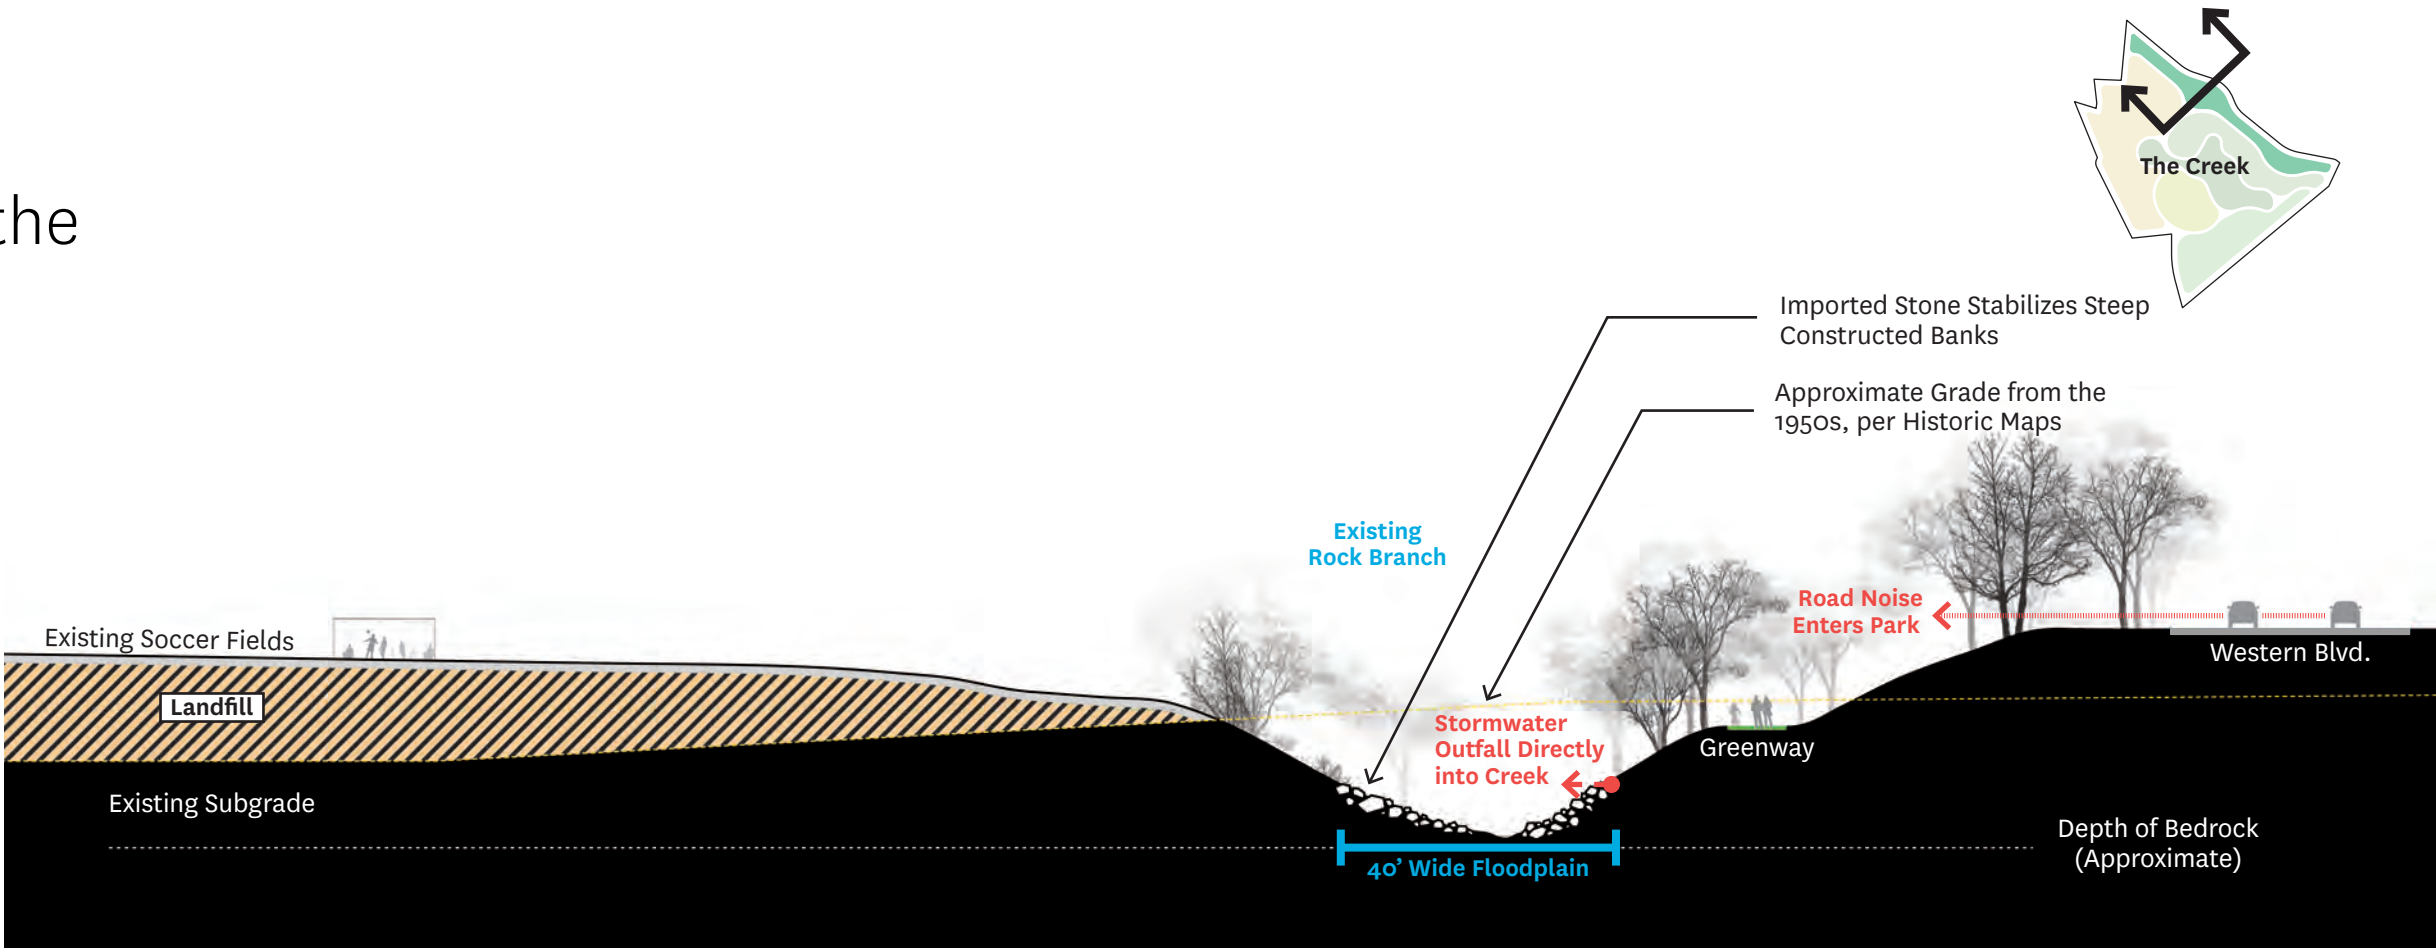 the
The Creek
Imported Stone Stabilizes Steep
Constructed Banks
Approximate Grade from the
1950s, per Historic Maps
Existing
Rock Branch
Road Noise
Enters Park
Existing Soccer Fields
Western Blvd.
Landfill
Stormwater
Outfall Directly
into Creek
Greenway
Existing Subgrade
Depth of Bedrock
(Approximate)
40’ Wide Floodplain